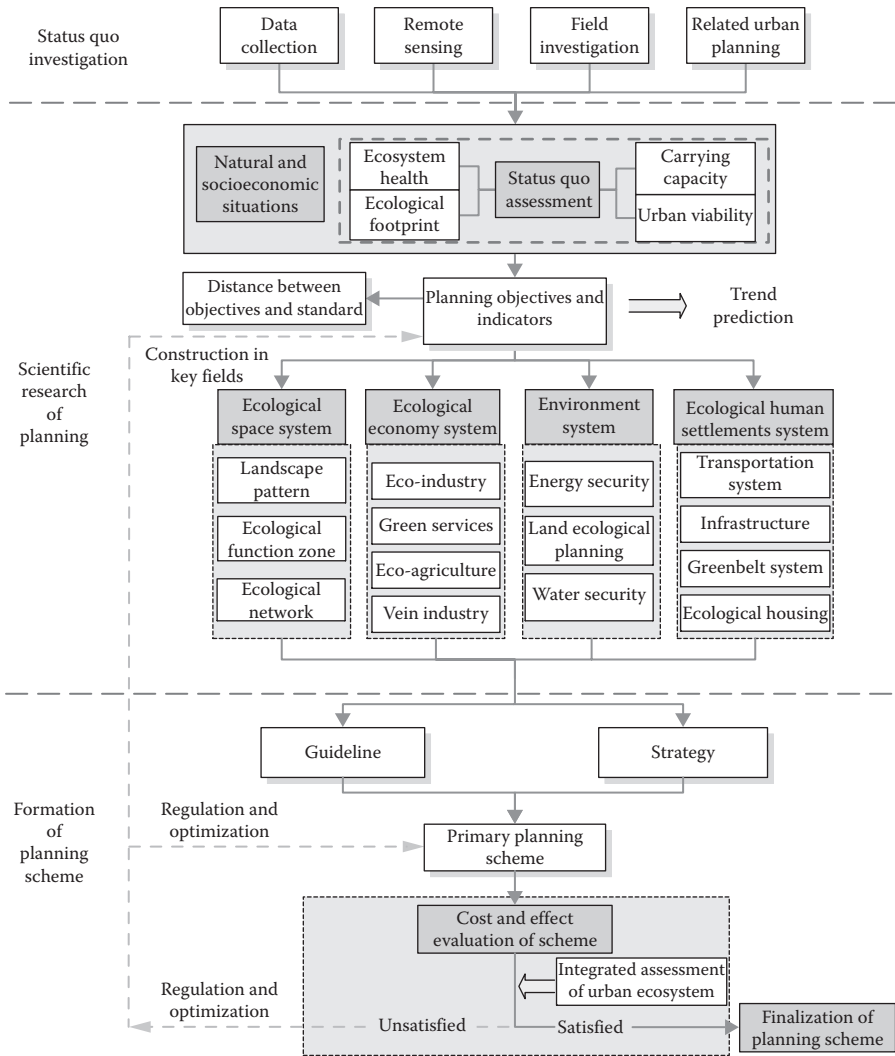 Status quo
investigation
Data
collection
Remote
sensing
Field
investigation
Related urban
planning
Natural and
socioeconomic
situations
Ecosystem
health
Ecological
footprint
Status quo
assessment
Carrying
capacity
Urban viability
Distance between
objectives and standard
Planning objectives and
indicators
Trend
prediction
Scientific
research
of
planning
Construction in
key fields
Ecological
space system
Landscape
pattern
Ecological
function zone
Ecological
network
Ecological
economy system
Eco-industry
Green services
Eco-agriculture
Vein industry
Environment
system
Energy security
Land ecological
planning
Water security
Ecological human
settlements system
Transportation
system
Infrastructure
Greenbelt system
Ecological housing
Guideline
Strategy
Formation
of
planning
scheme
Regulation and
optimization
Primary planning
scheme
Cost and effect
evaluation of scheme
Integrated assessment
of urban ecosystem
Regulation and
optimization
Unsatisfied
Satisfied
Finalization of
planning scheme